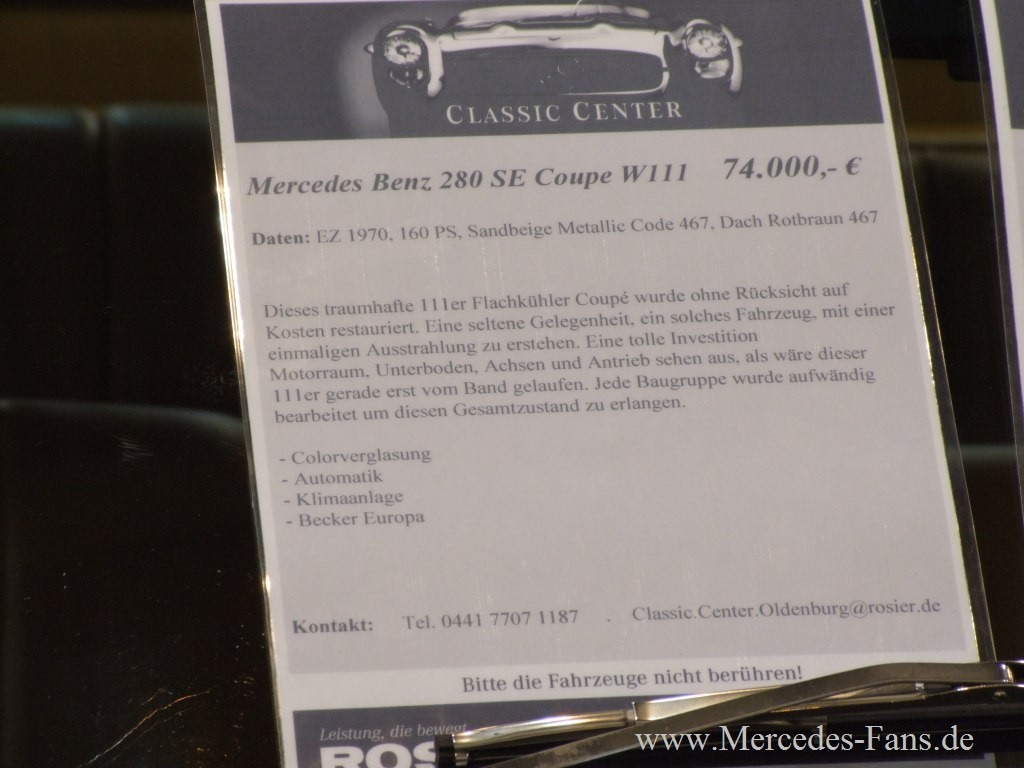 CLASSIC CENTER
Mercedes Benz 280 SE Coupe W111 74.000,- €
Daten: EZ 1970, 160 PS, Sandbeige Metallic Code 467, Dach Rotbraun 467
Dieses traumhafte 111er Flachkühler Coupé wurde ohne Rücksicht auf
Kosten restauriert. Eine seltene Gelegenheit, ein solches Fahrzeug, mit einer
einmaligen Ausstrahlung zu erstehen. Eine tolle Investition
Motorraum, Unterboden, Achsen und Antrieb sehen aus, als wäre dieser
111er gerade erst vom Band gelaufen. Jede Baugruppe wurde aufwändig
bearbeitet um diesen Gesamtzustand zu erlangen.
- Colorverglasung
- Automatik
- Klimaanlage
- Becker Europa
Kontakt: Tel. 0441 7707 1187 . Classic.Center.Oldenburg@rosier.de
Bitte die Fahrzeuge nicht berühren!
Leistung, die bewegt
ROS
www.Mercedes-Fans.de